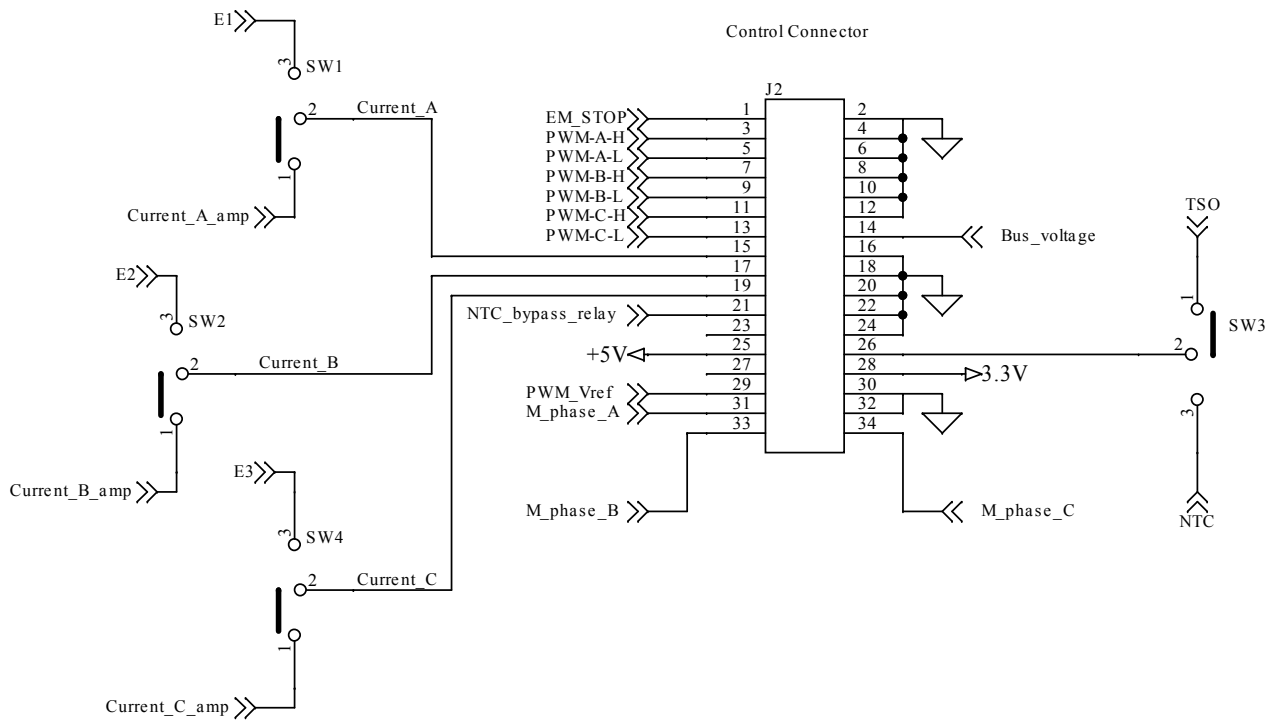 Control Connector
E1
3
SW1
2
Current_A
1
Current_A_amp
E2
3
SW2
2
Current_B
1
Current_B_amp
E3
3
SW4
2
Current_C
1
Current_C_amp
J2
EM_STOP 1 2
PWM-A-H 3 4
PWM-A-L 5 6
PWM-B-H 7 8
PWM-B-L 9 10
PWM-C-H 11 12
PWM-C-L 13 14 Bus_voltage
15 16
17 18
19 20
NTC_bypass_relay 21 22
23 24
+5V 25 26
27 28 3.3V
PWM_Vref 29 30
M_phase_A 31 32
33 34
M_phase_B
M_phase_C
TSO
1
SW3
2
3
NTC